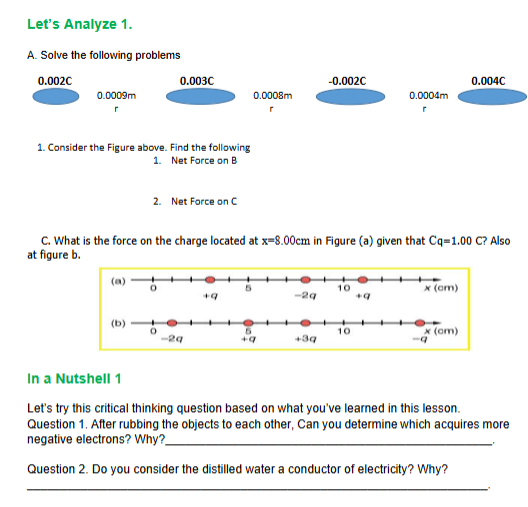 Let's Analyze 1.
A. Solve the following problems
0.002C 0.003C -0.002C 0.004C
0.0009m 0.0008m 0.0004m
r r r
1. Consider the Figure above. Find the following
1. Net Force on B
2. Net Force on C
C. What is the force on the charge located at x=8.00cm in Figure (a) given that Cq=1.00 C? Also
at figure b.
(a) 0 5 10 x (cm)
+q -2q +q
(b) 0 5 10 x (cm)
-2q +q +3q -q
In a Nutshell 1
Let's try this critical thinking question based on what you've learned in this lesson.
Question 1. After rubbing the objects to each other, Can you determine which acquires more
negative electrons? Why?_______________.
Question 2. Do you consider the distilled water a conductor of electricity? Why?
_______________.